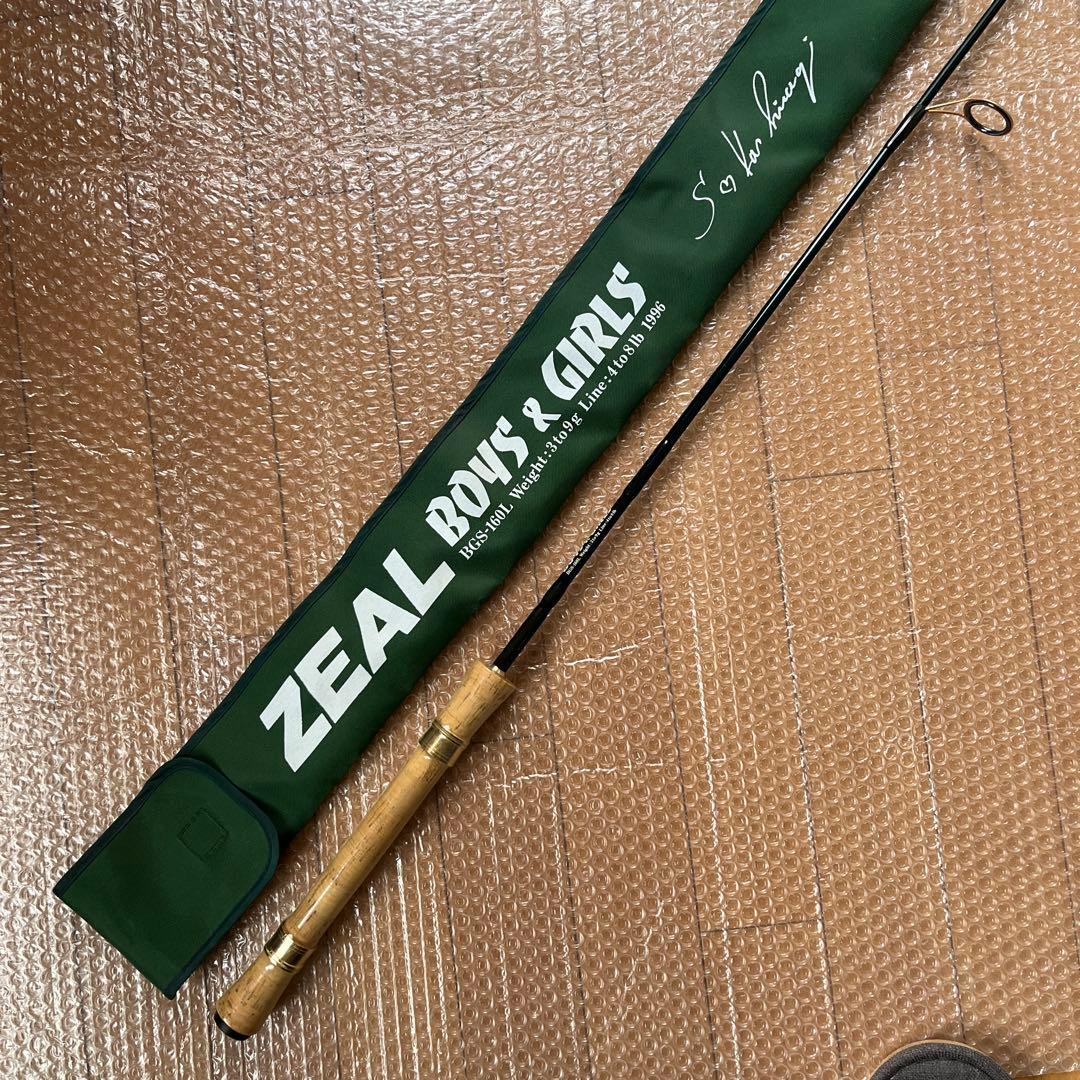 ZEAL BOYS & GIRLS
BGS-160L Weight:3to9g Line:4to8lb 1996